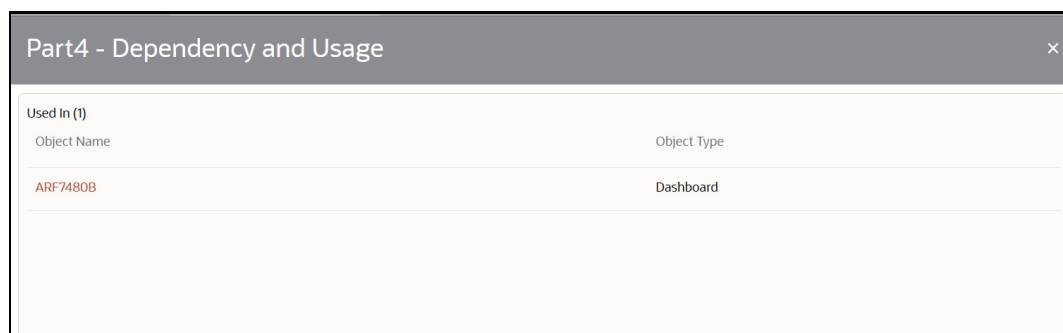 Part4 - Dependency and Usage ×
Used In (1)
Object Name Object Type
ARF7480B Dashboard